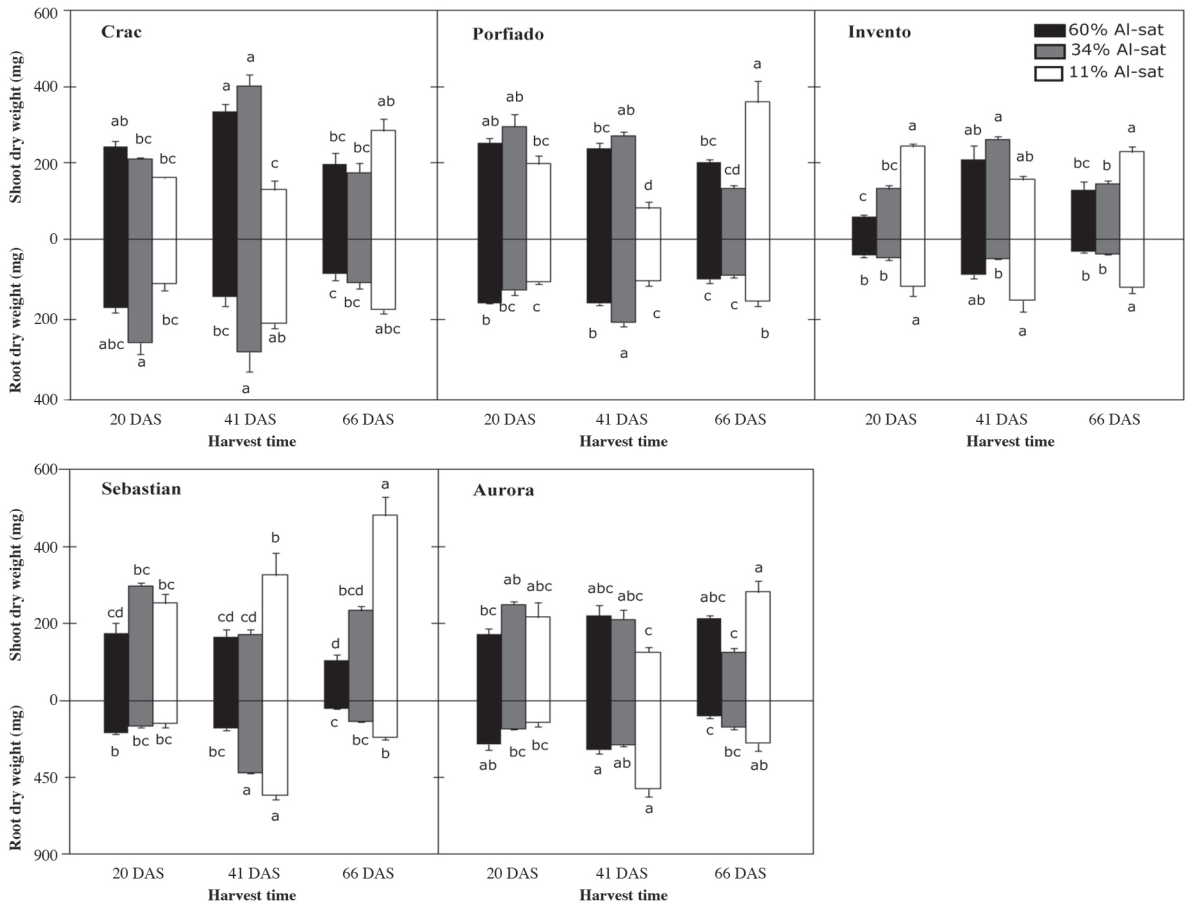 600
400
200
0
200
400
Shoot dry weight (mg)
Root dry weight (mg)
Crac
ab bc bc
a a c
bc bc ab
abc a bc
bc a ab
c bc abc
20 DAS 41 DAS 66 DAS
Harvest time
Porfiado
ab ab bc
bc ab d
bc cd a
b bc c
b a c
c c b
20 DAS 41 DAS 66 DAS
Harvest time
Invento
60% Al-sat
34% Al-sat
11% Al-sat
c bc a
ab a ab
bc b a
b b a
ab b a
b b a
20 DAS 41 DAS 66 DAS
Harvest time
600
400
200
0
450
900
Shoot dry weight (mg)
Root dry weight (mg)
Sebastian
cd bc bc
cd cd b
d bcd a
b bc bc
bc a a
c bc b
20 DAS 41 DAS 66 DAS
Harvest time
Aurora
bc ab abc
abc abc c
abc c a
ab bc bc
a ab a
c bc ab
20 DAS 41 DAS 66 DAS
Harvest time